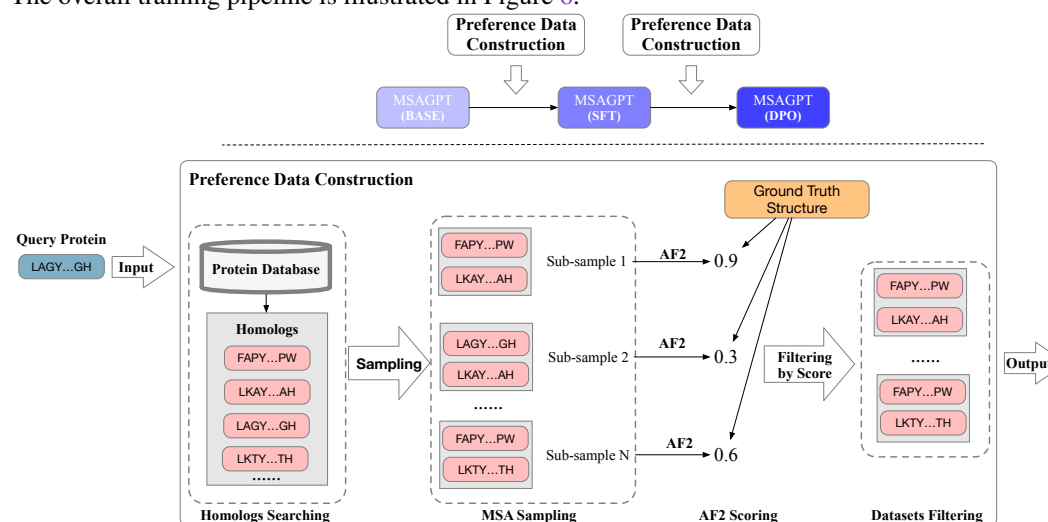 The overall training pipeline is illustrated in Figure 6.
Preference Data
Construction
Preference Data
Construction
MSAGPT
(BASE)
MSAGPT
(SFT)
MSAGPT
(DPO)
Preference Data Construction
Ground Truth
Structure
Query Protein
LAGY...GH
Input
Protein Database
Homologs
FAPY...PW
LKAY...AH
LAGY...GH
LKTY...TH
......
Sampling
FAPY...PW
LKAY...AH
Sub-sample 1
AF2
0.9
LAGY...GH
LKAY...AH
Sub-sample 2
AF2
0.3
......
FAPY...PW
LKTY...TH
Sub-sample N
AF2
0.6
Filtering
by Score
FAPY...PW
LKAY...AH
......
FAPY...PW
LKTY...TH
Output
Homologs Searching
MSA Sampling
AF2 Scoring
Datasets Filtering